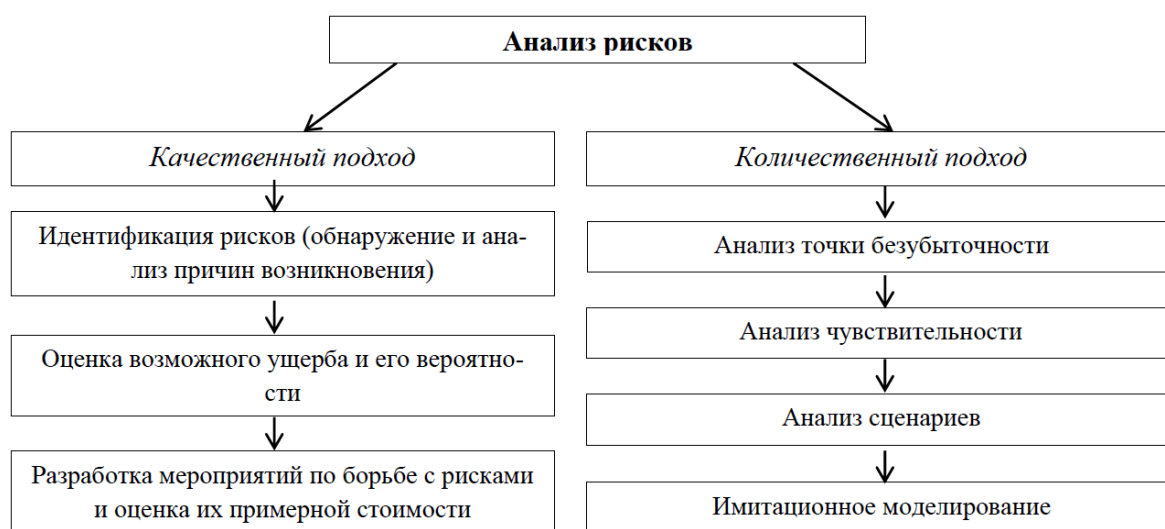 Анализ рисков
Качественный подход
Идентификация рисков (обнаружение и ана-
лиз причин возникновения)
Оценка возможного ущерба и его вероятно-
сти
Разработка мероприятий по борьбе с рисками
и оценка их примерной стоимости
Количественный подход
Анализ точки безубыточности
Анализ чувствительности
Анализ сценариев
Имитационное моделирование